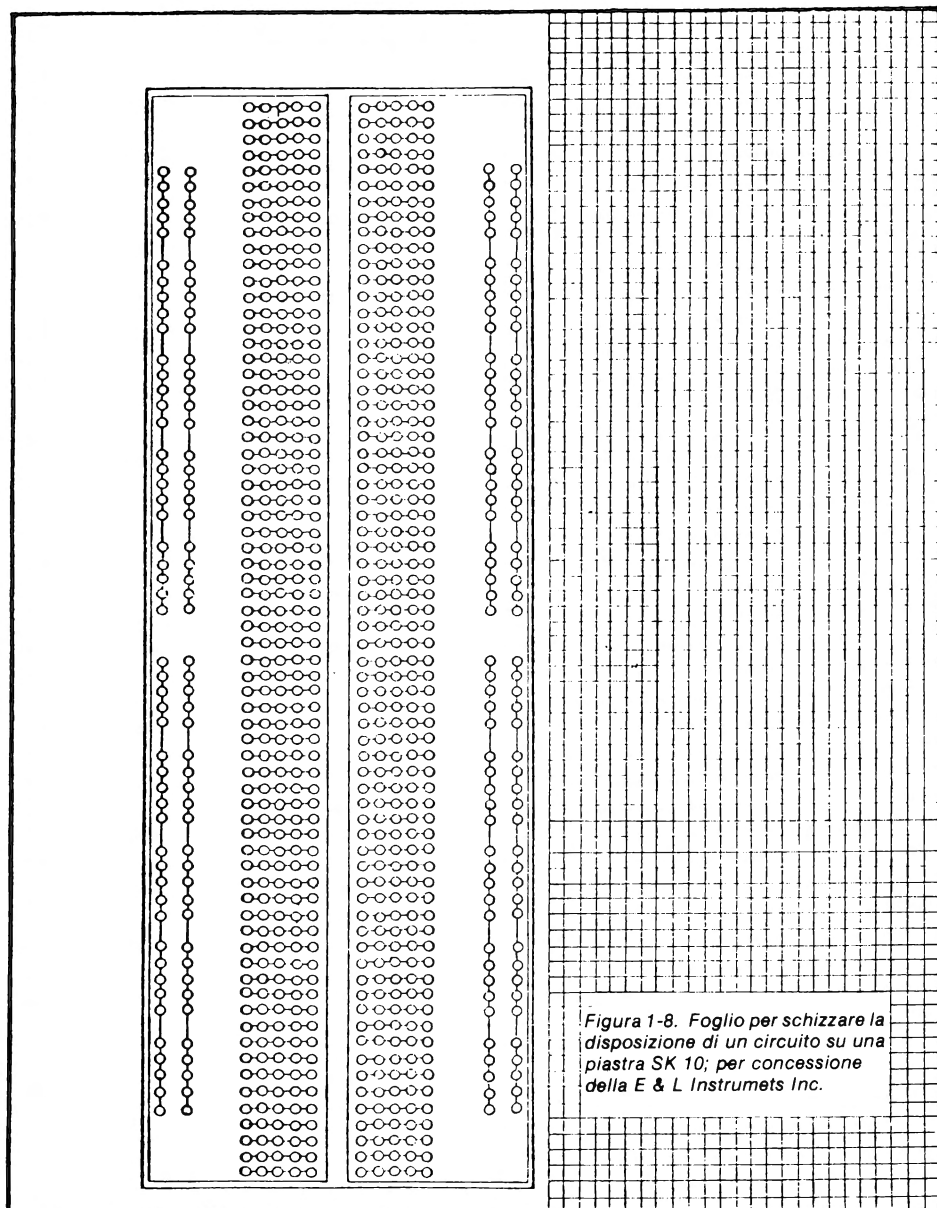 Figura 1-8. Foglio per schizzare la
disposizione di un circuito su una
piastra SK 10; per concessione
della E & L Instrumets Inc.